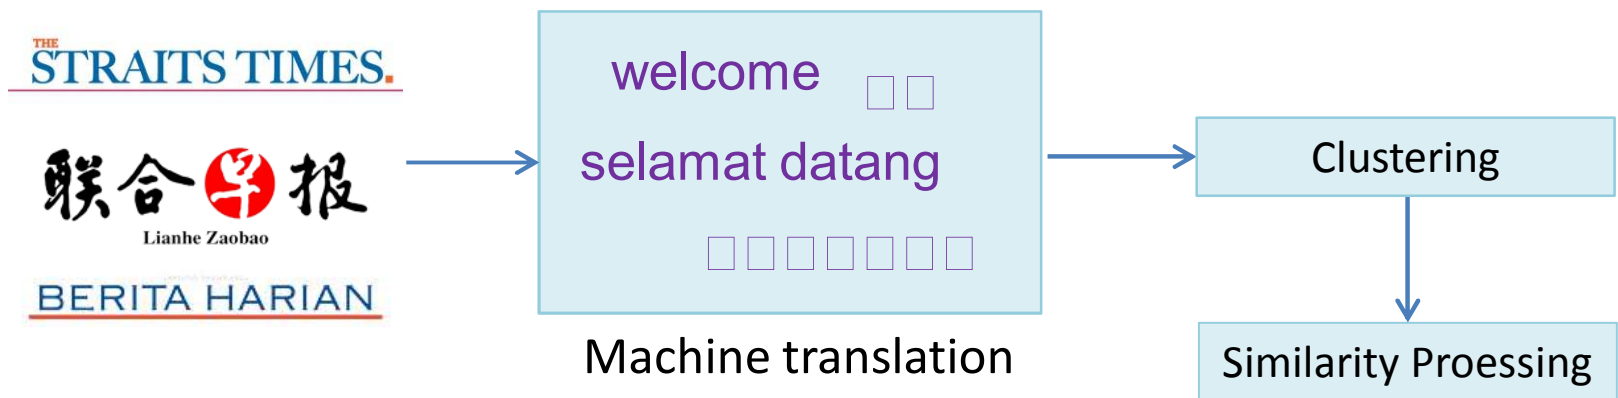 THE
STRAITS TIMES.
联合早报
Lianhe Zaobao
BERITA HARIAN
welcome
selamat datang
Machine translation
Clustering
Similarity Proessing